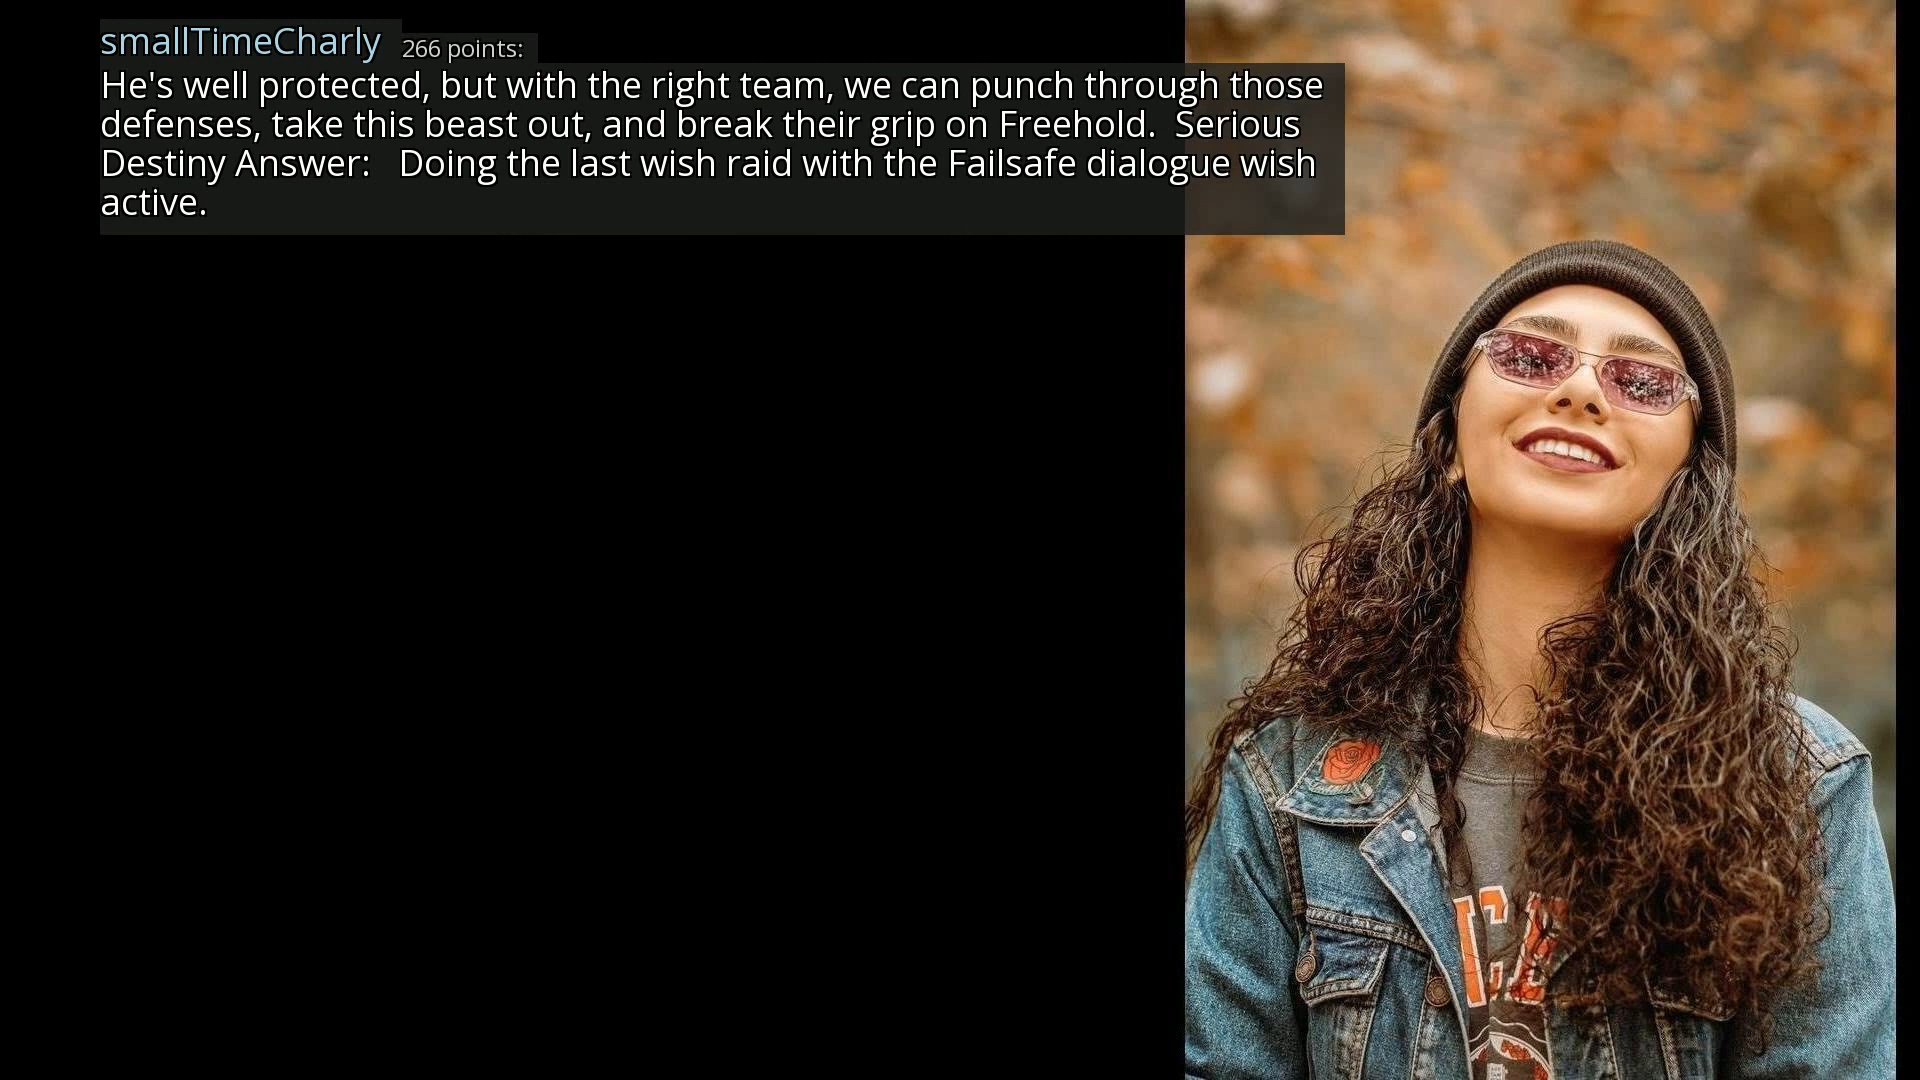 smallTimeCharly 266 points:
He's well protected, but with the right team, we can punch through those
defenses, take this beast out, and break their grip on Freehold.  Serious
Destiny Answer:   Doing the last wish raid with the Failsafe dialogue wish
active.